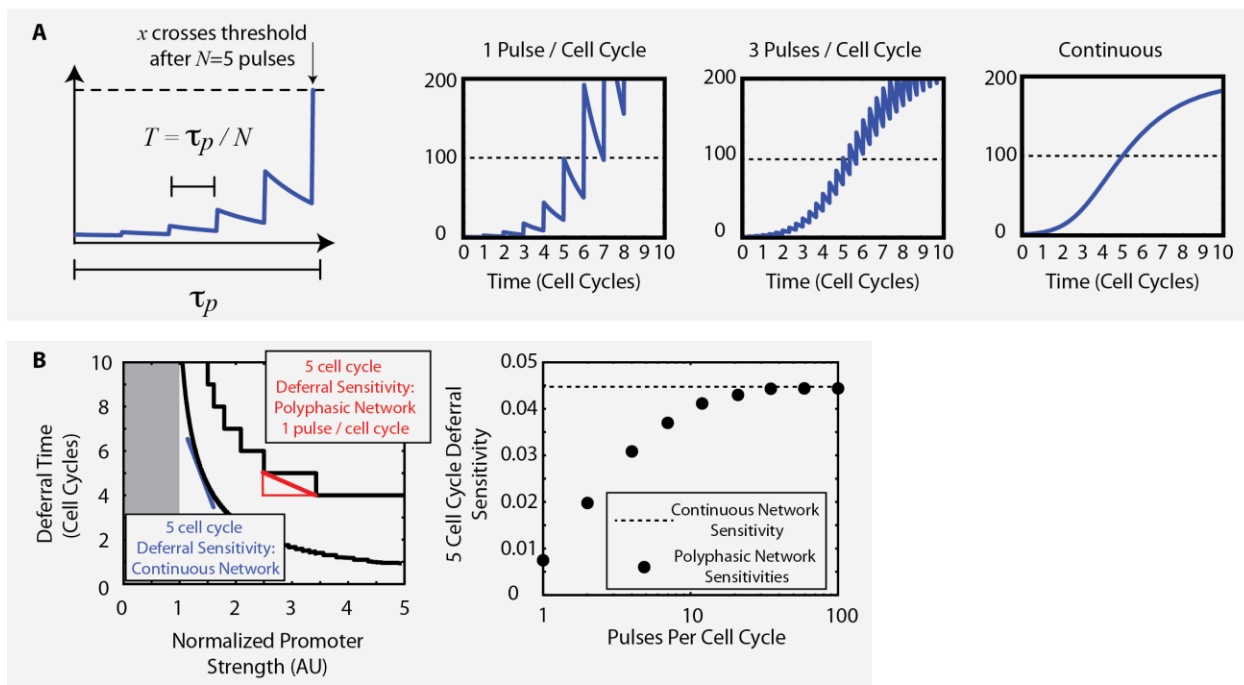 A
x crosses threshold
after N=5 pulses
T = τp / N
τp
1 Pulse / Cell Cycle
200
100
0
0 1 2 3 4 5 6 7 8 9 10
Time (Cell Cycles)
3 Pulses / Cell Cycle
200
100
0
0 1 2 3 4 5 6 7 8 9 10
Time (Cell Cycles)
Continuous
200
100
0
0 1 2 3 4 5 6 7 8 9 10
Time (Cell Cycles)
B
Deferral Time
(Cell Cycles)
10
8
6
4
2
0
0 1 2 3 4 5
Normalized Promoter
Strength (AU)
5 cell cycle
Deferral Sensitivity:
Polyphasic Network
1 pulse / cell cycle
5 cell cycle
Deferral Sensitivity:
Continuous Network
5 Cell Cycle Deferral
Sensitivity
0.05
0.04
0.03
0.02
0.01
0
1 10 100
Pulses Per Cell Cycle
Continuous Network
Sensitivity
Polyphasic Network
Sensitivities